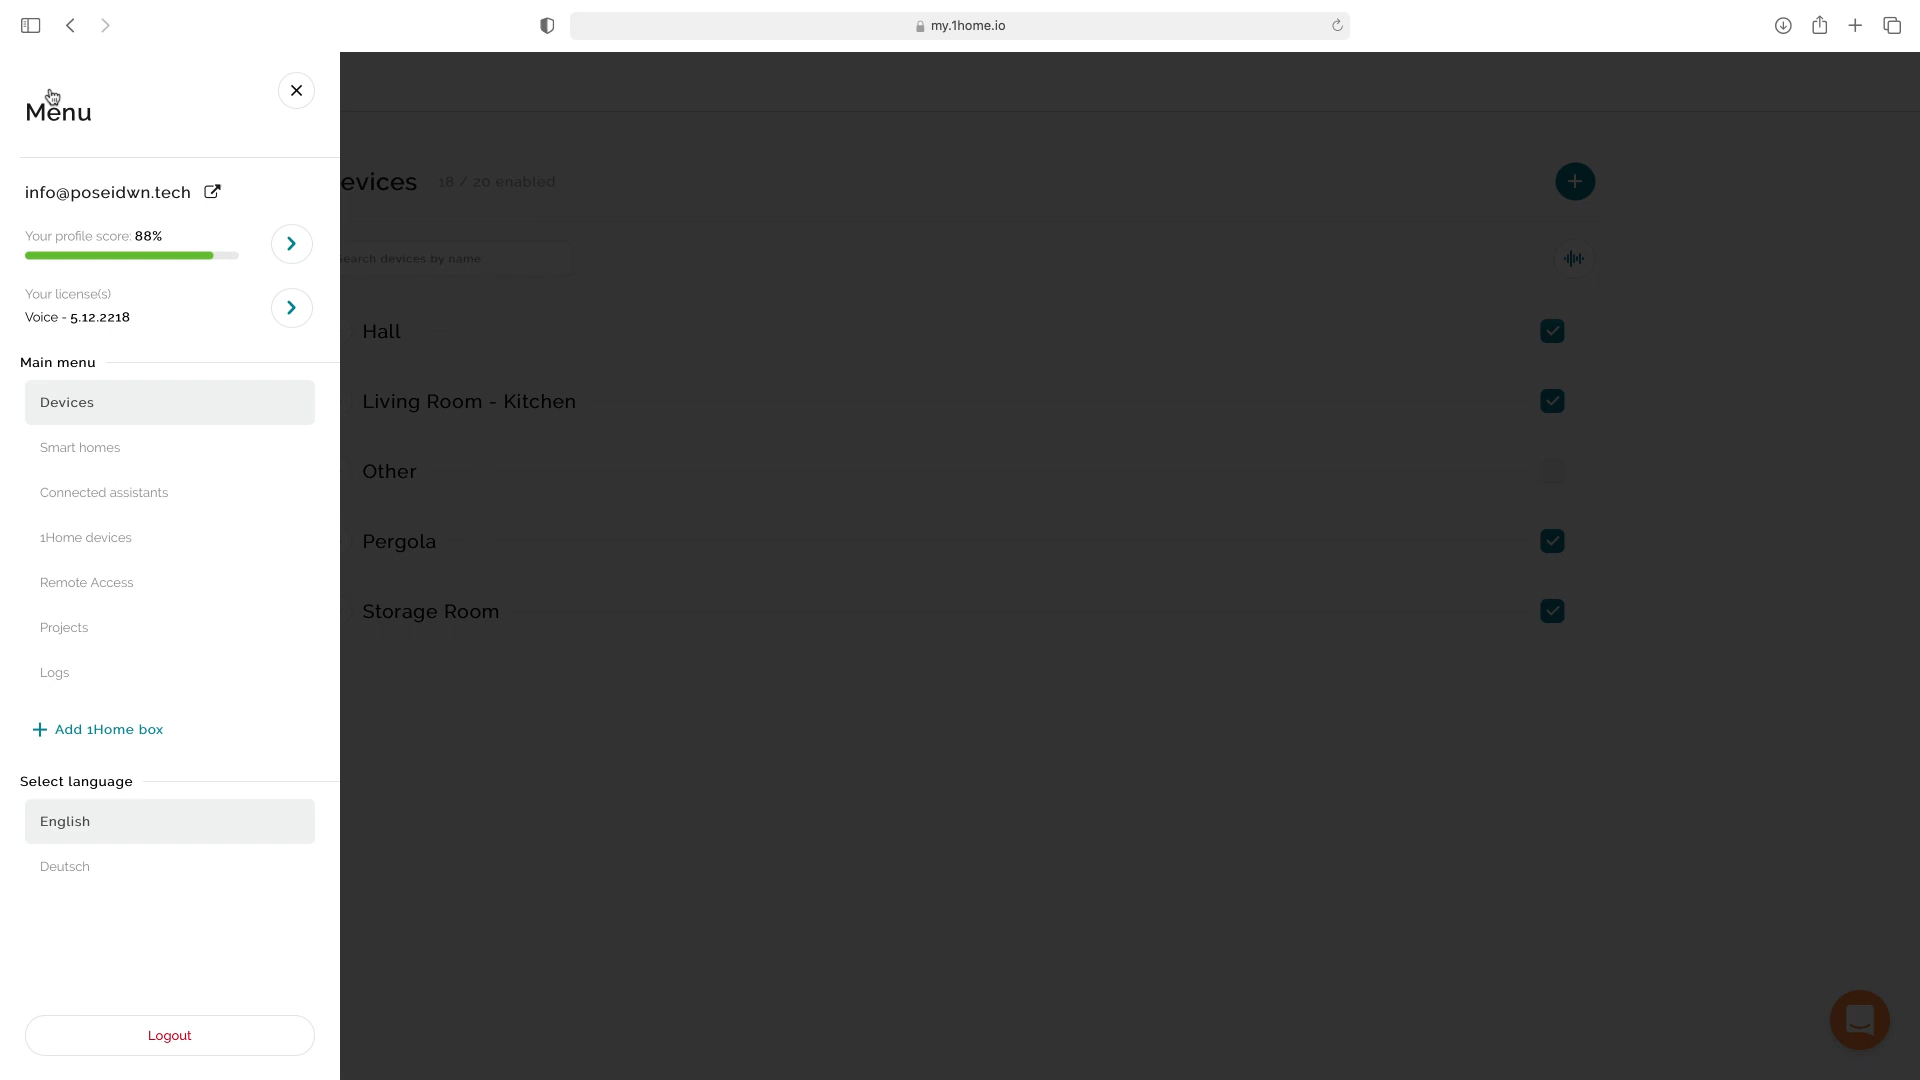 my.1home.io
Menu
info@poseidwn.tech
Your profile score: 88%
Your license(s)
Voice - 5.12.2218
Main menu
Devices
Smart homes
Connected assistants
1Home devices
Remote Access
Projects
Logs
Add 1Home box
Select language
English
Deutsch
Logout
evices 18 / 20 enabled
earch devices by name
Hall
Living Room - Kitchen
Other
Pergola
Storage Room